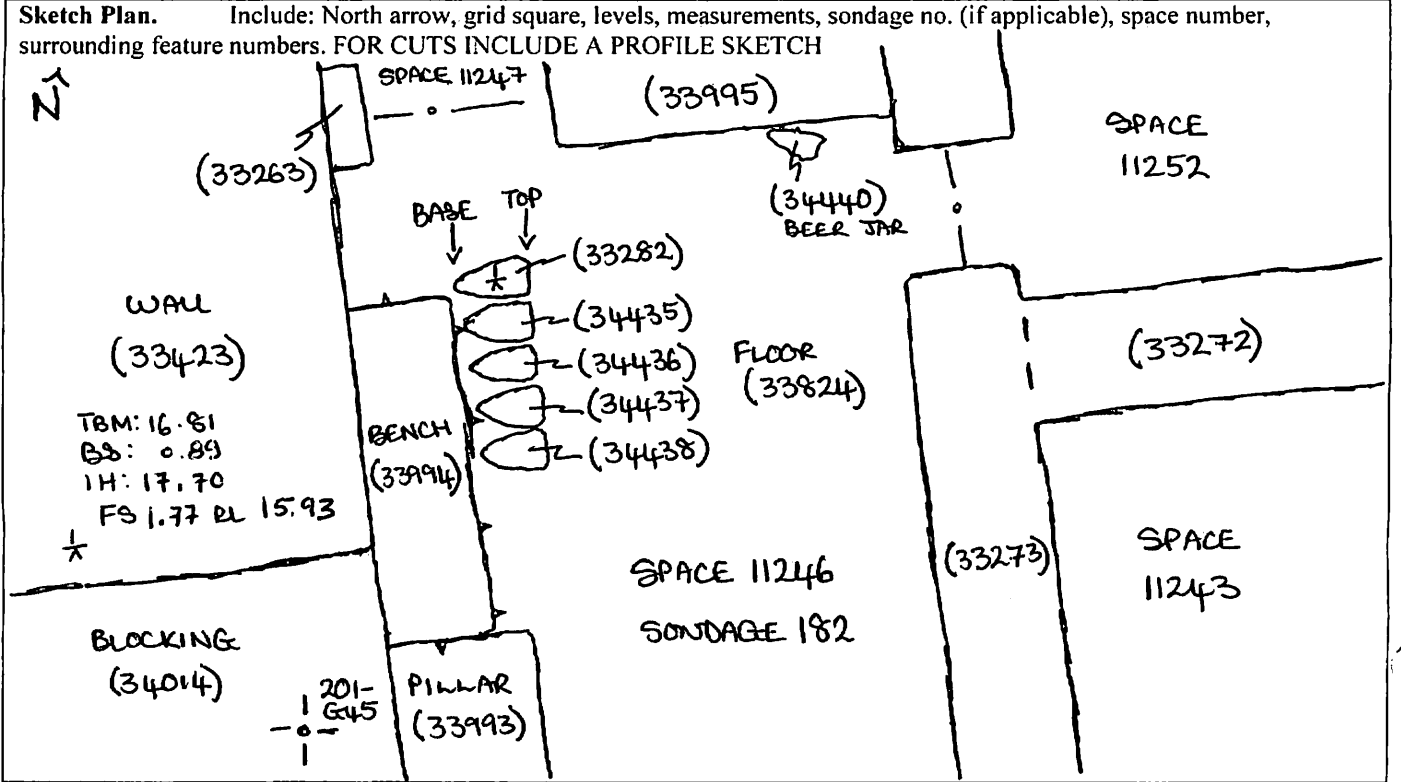 Sketch Plan. Include: North arrow, grid square, levels, measurements, sondage no. (if applicable), space number,
surrounding feature numbers. FOR CUTS INCLUDE A PROFILE SKETCH
N
SPACE 11247
(33995)
SPACE
11252
(33263)
(34440)
BEER JAR
BASE
TOP
(33282)
(34435)
(34436)
(34437)
(34438)
WALL
(33423)
FLOOR
(33824)
(33272)
TBM: 16.81
BS: 0.89
IH: 17.70
FS 1.77 RL 15.93
BENCH
(33994)
(33273)
SPACE
11243
SPACE 11246
SONDAGE 182
BLOCKING
(34014)
201-
G45
PILLAR
(33993)